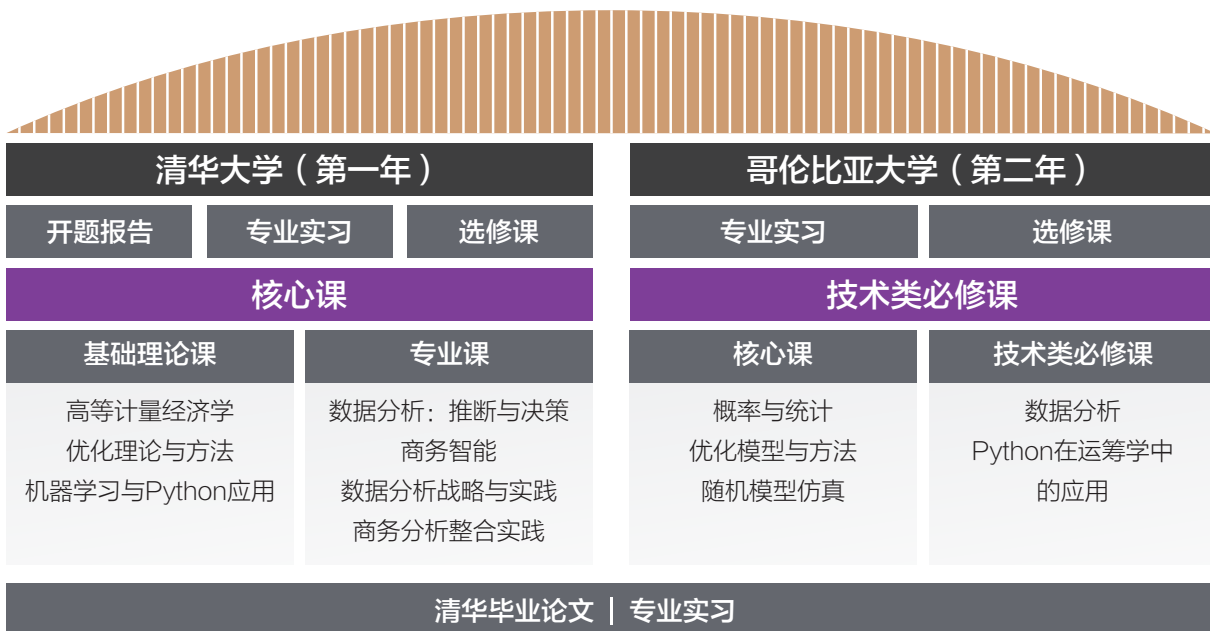 清华大学（第一年）
哥伦比亚大学（第二年）
开题报告
专业实习
选修课
专业实习
选修课
核心课
技术类必修课
基础理论课
专业课
核心课
技术类必修课
高等计量经济学
优化理论与方法
机器学习与Python应用
数据分析：推断与决策
商务智能
数据分析战略与实践
商务分析整合实践
概率与统计
优化模型与方法
随机模型仿真
数据分析
Python在运筹学中
的应用
清华毕业论文 | 专业实习